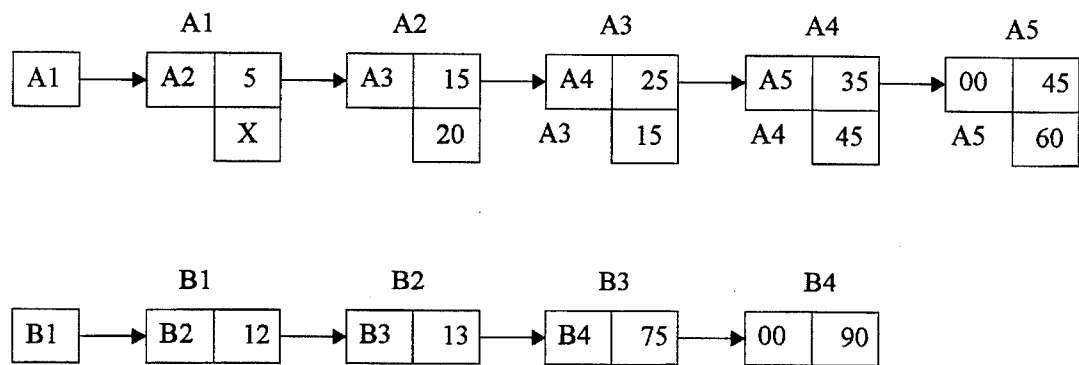 A1 A2 A3 A4 A5
A1 A2 5 A3 15 A4 25 A5 35 00 45
X 20 A3 15 A4 45 A5 60
B1 B2 B3 B4
B1 B2 12 B3 13 B4 75 00 90